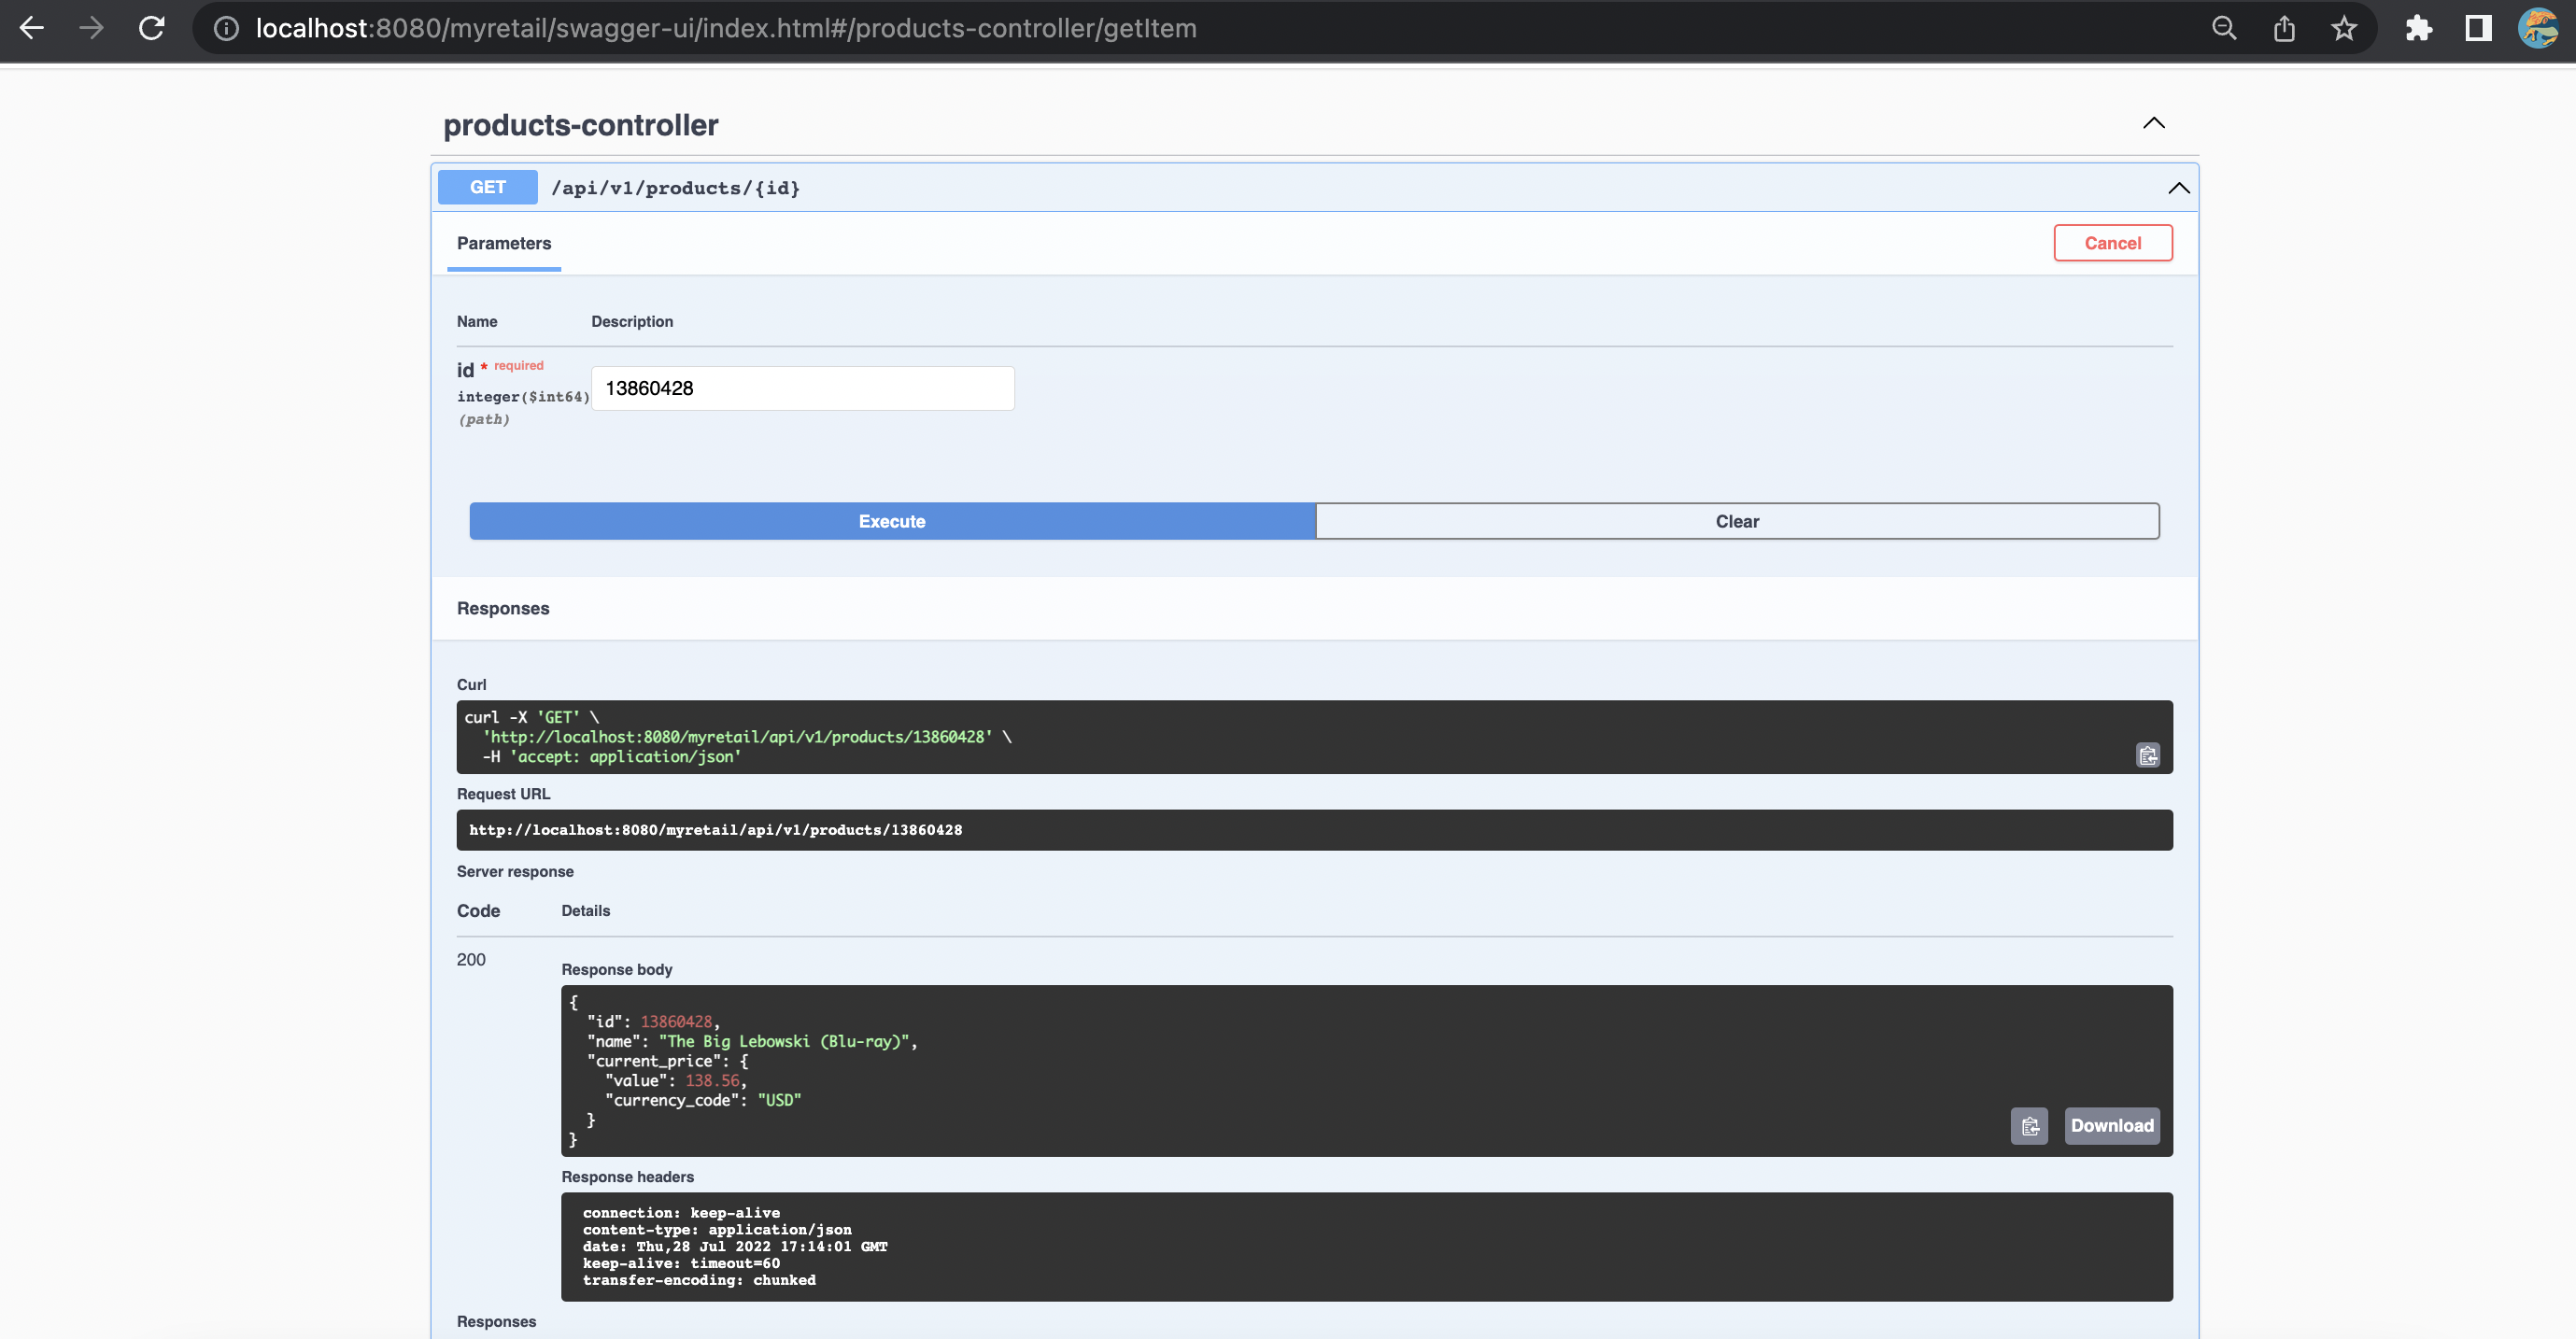 localhost:8080/myretail/swagger-ui/index.html#/products-controller/getItem
products-controller
GET /api/v1/products/{id}
Parameters
Cancel
Name Description
id * required
integer($int64)
(path)
13860428
Execute Clear
Responses
Curl
curl -X 'GET' \
  'http://localhost:8080/myretail/api/v1/products/13860428' \
  -H 'accept: application/json'
Request URL
http://localhost:8080/myretail/api/v1/products/13860428
Server response
Code Details
200
Response body
{
  "id": 13860428,
  "name": "The Big Lebowski (Blu-ray)",
  "current_price": {
    "value": 138.56,
    "currency_code": "USD"
  }
}
Download
Response headers
connection: keep-alive
content-type: application/json
date: Thu,28 Jul 2022 17:14:01 GMT
keep-alive: timeout=60
transfer-encoding: chunked
Responses